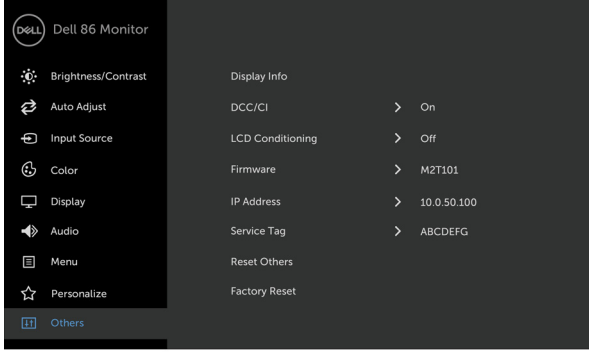 DELL Dell 86 Monitor
Brightness/Contrast Display Info
Auto Adjust DCC/CI > On
Input Source LCD Conditioning > Off
Color Firmware > M2T101
Display IP Address > 10.0.50.100
Audio Service Tag > ABCDEFG
Menu Reset Others
Personalize Factory Reset
Others